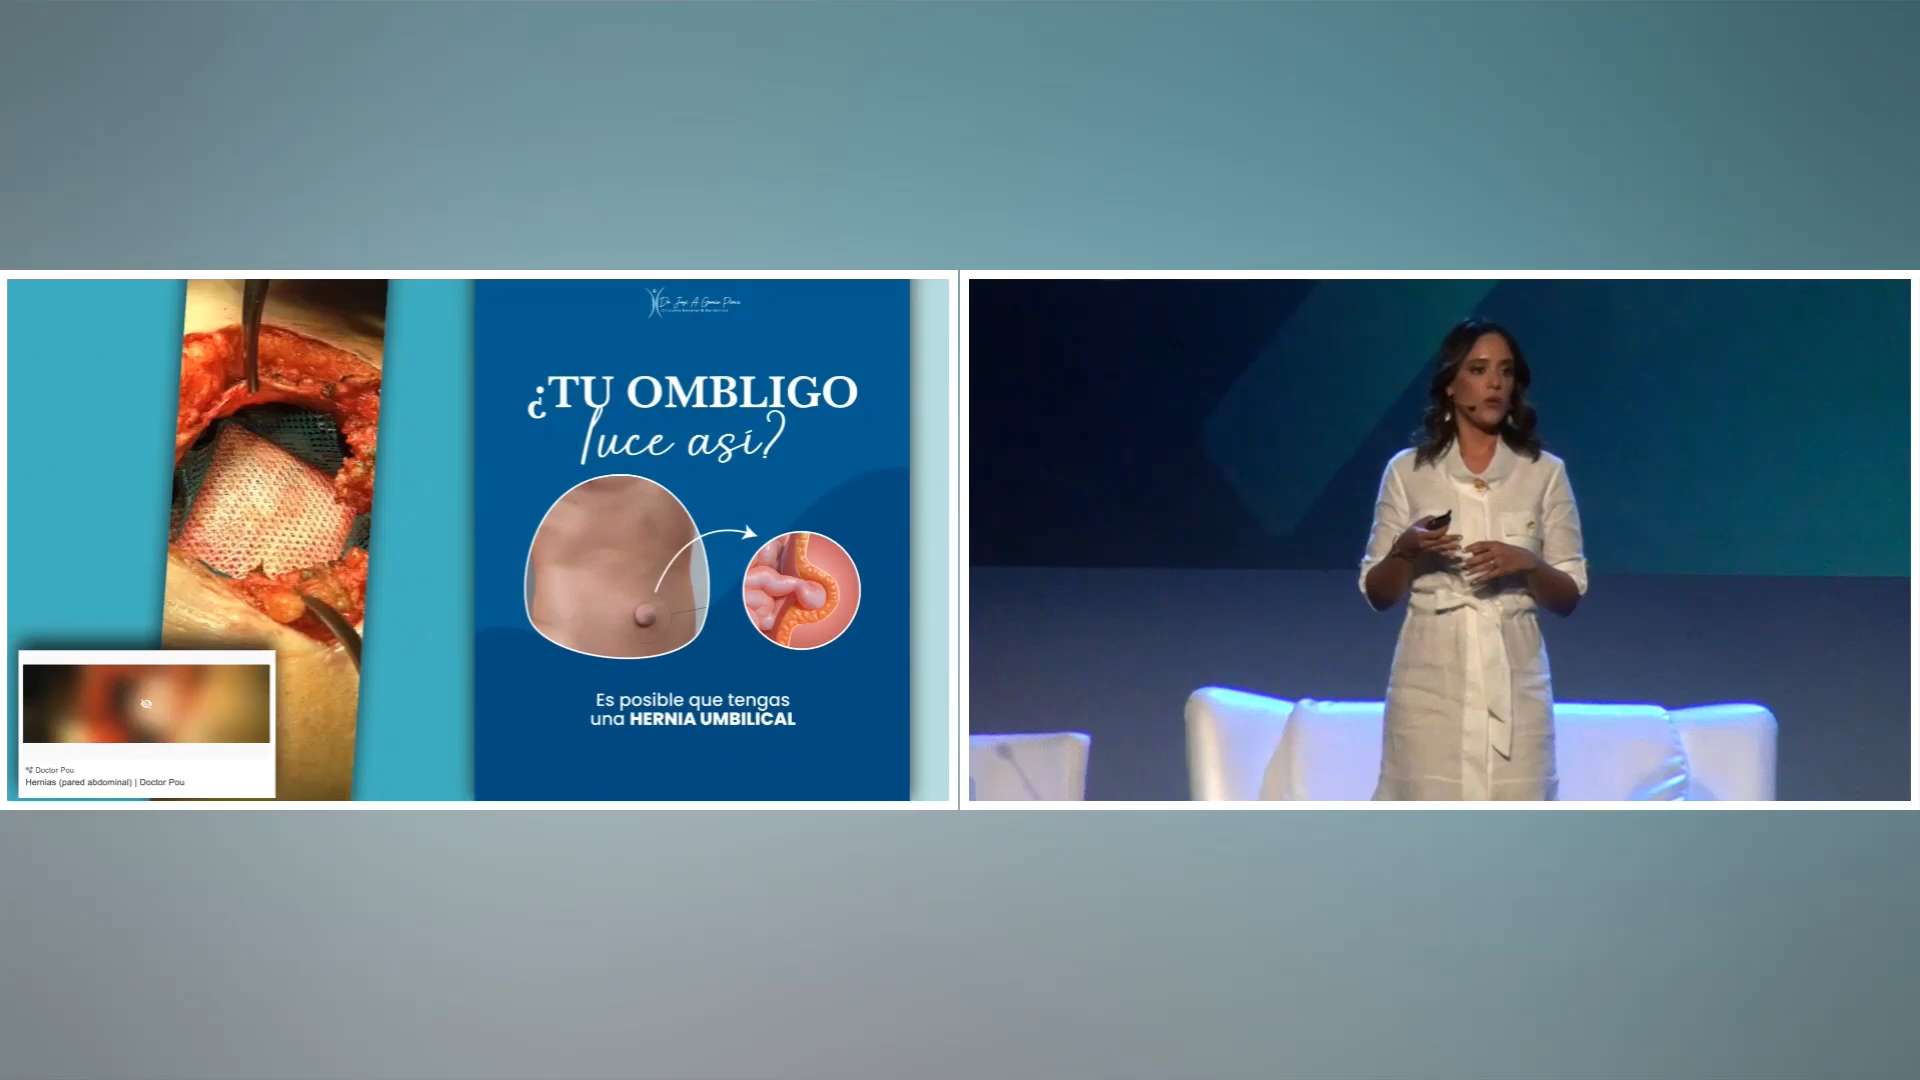 ¿TU OMBLIGO
luce así?
Es posible que tengas
una HERNIA UMBILICAL
Doctor Pou
Hernias (pared abdominal) | Doctor Pou